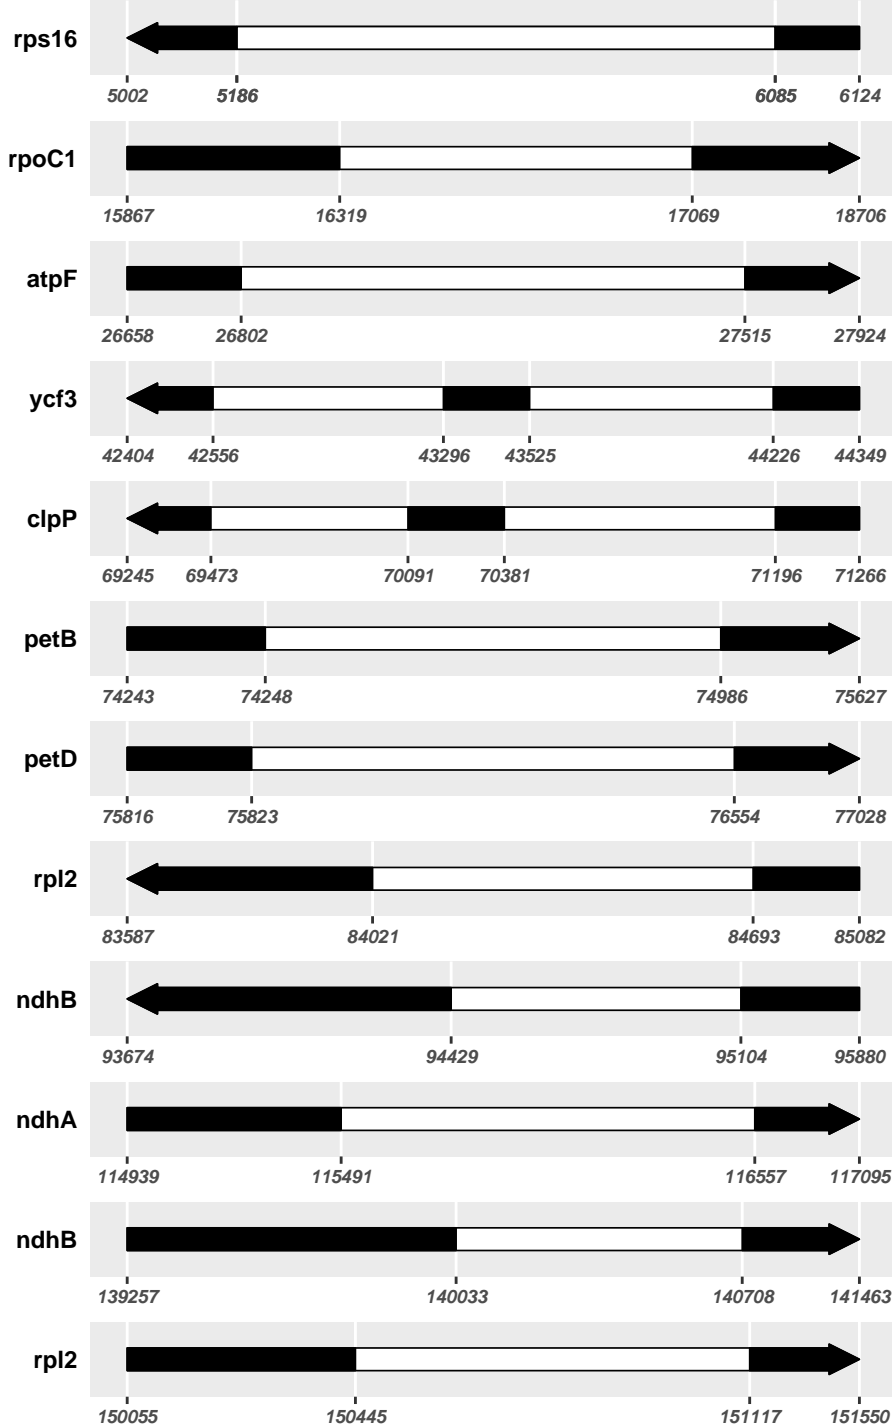 rps16
5002 5186 6085 6124
rpoC1
15867 16319 17069 18706
atpF
26658 26802 27515 27924
ycf3
42404 42556 43296 43525 44226 44349
clpP
69245 69473 70091 70381 71196 71266
petB
74243 74248 74986 75627
petD
75816 75823 76554 77028
rpl2
83587 84021 84693 85082
ndhB
93674 94429 95104 95880
ndhA
114939 115491 116557 117095
ndhB
139257 140033 140708 141463
rpl2
150055 150445 151117 151550